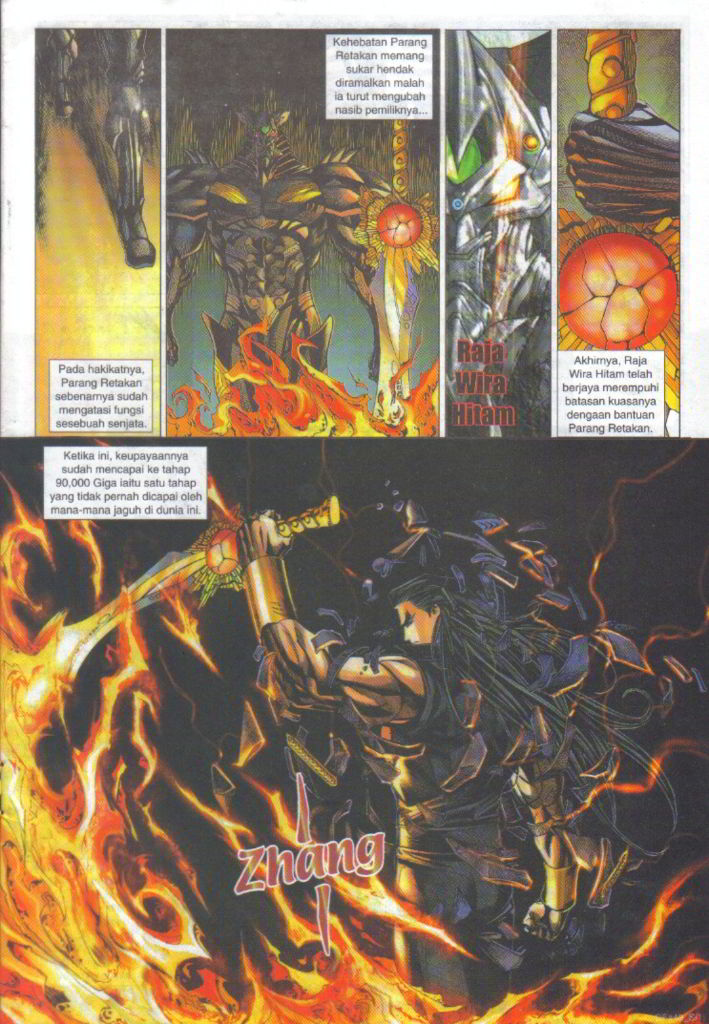 Pada hakikatnya,
Parang Retakan
sebenarnya sudah
mengatasi fungsi
sesebuah senjata.
Kehebatan Parang
Retakan memang
sukar hendak
diramalkan malah
ia turut mengubah
nasib pemiliknya...
Raja
Wira
Hitam
Akhirnya, Raja
Wira Hitam telah
berjaya merempuhi
batasan kuasanya
dengaan bantuan
Parang Retakan.
Ketika ini, keupayaannya
sudah mencapai ke tahap
90,000 Giga iaitu satu tahap
yang tidak pernah dicapai oleh
mana-mana jaguh di dunia ini.
Zhang